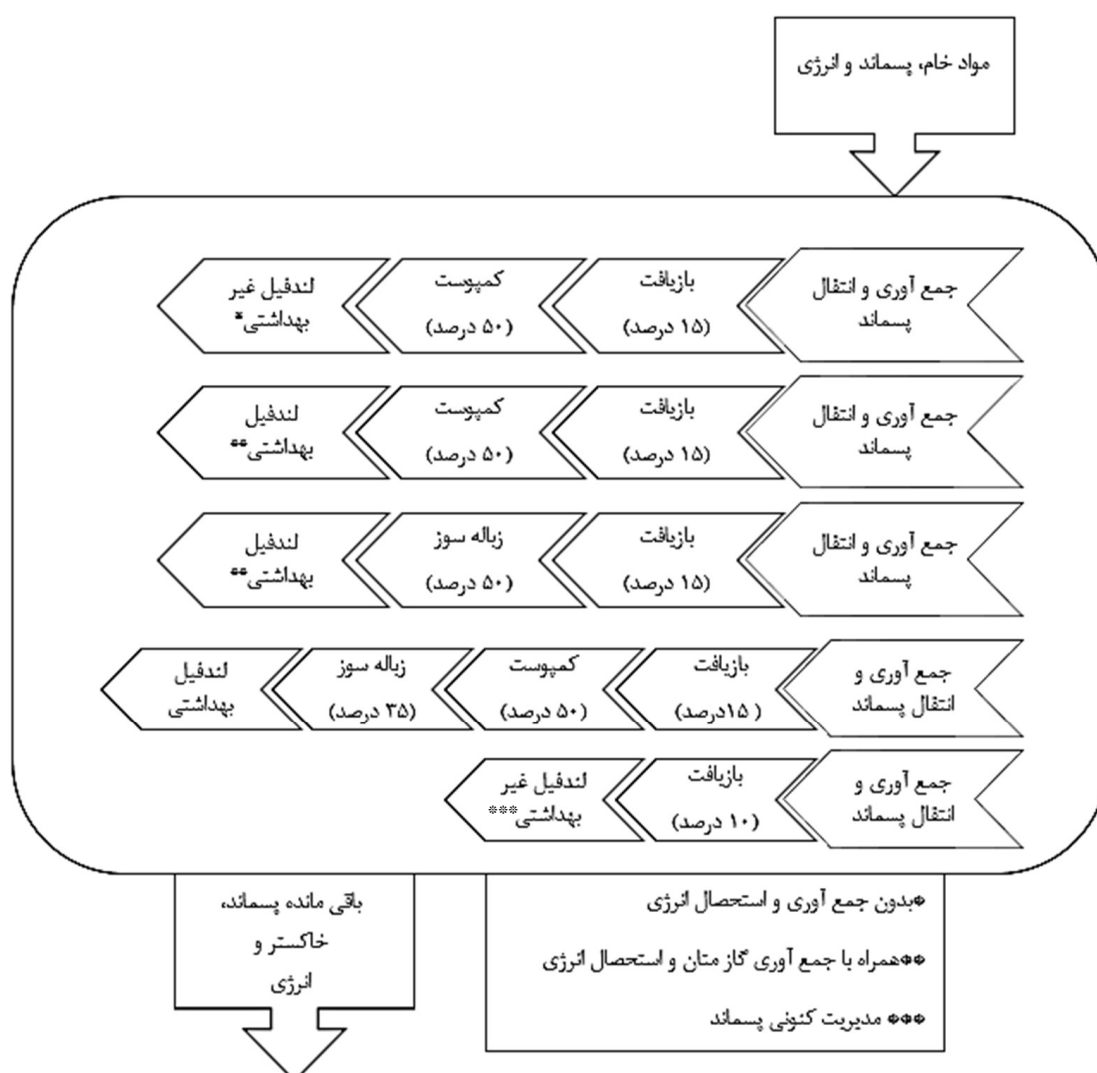 مواد خام، پسماند و انرژی
جمع آوری و انتقال
پسماند
بازیافت
(۱۵ درصد)
کمپوست
(۵۰ درصد)
لندفیل غیر
بهداشتی*
جمع آوری و انتقال
پسماند
بازیافت
(۱۵ درصد)
کمپوست
(۵۰ درصد)
لندفیل
بهداشتی**
جمع آوری و انتقال
پسماند
بازیافت
(۱۵ درصد)
زباله سوز
(۵۰ درصد)
لندفیل
بهداشتی**
جمع آوری و
انتقال پسماند
بازیافت
( ۱۵درصد)
کمپوست
(۵۰ درصد)
زباله سوز
(۳۵ درصد)
لندفیل
بهداشتی
جمع آوری و
انتقال پسماند
بازیافت
(۱۰ درصد)
لندفیل غیر
بهداشتی***
*بدون جمع آوری و استحصال انرژی
**همراه با جمع آوری گاز متان و استحصال انرژی
*** مدیریت کنونی پسماند
باقی مانده پسماند،
خاکستر و
انرژی